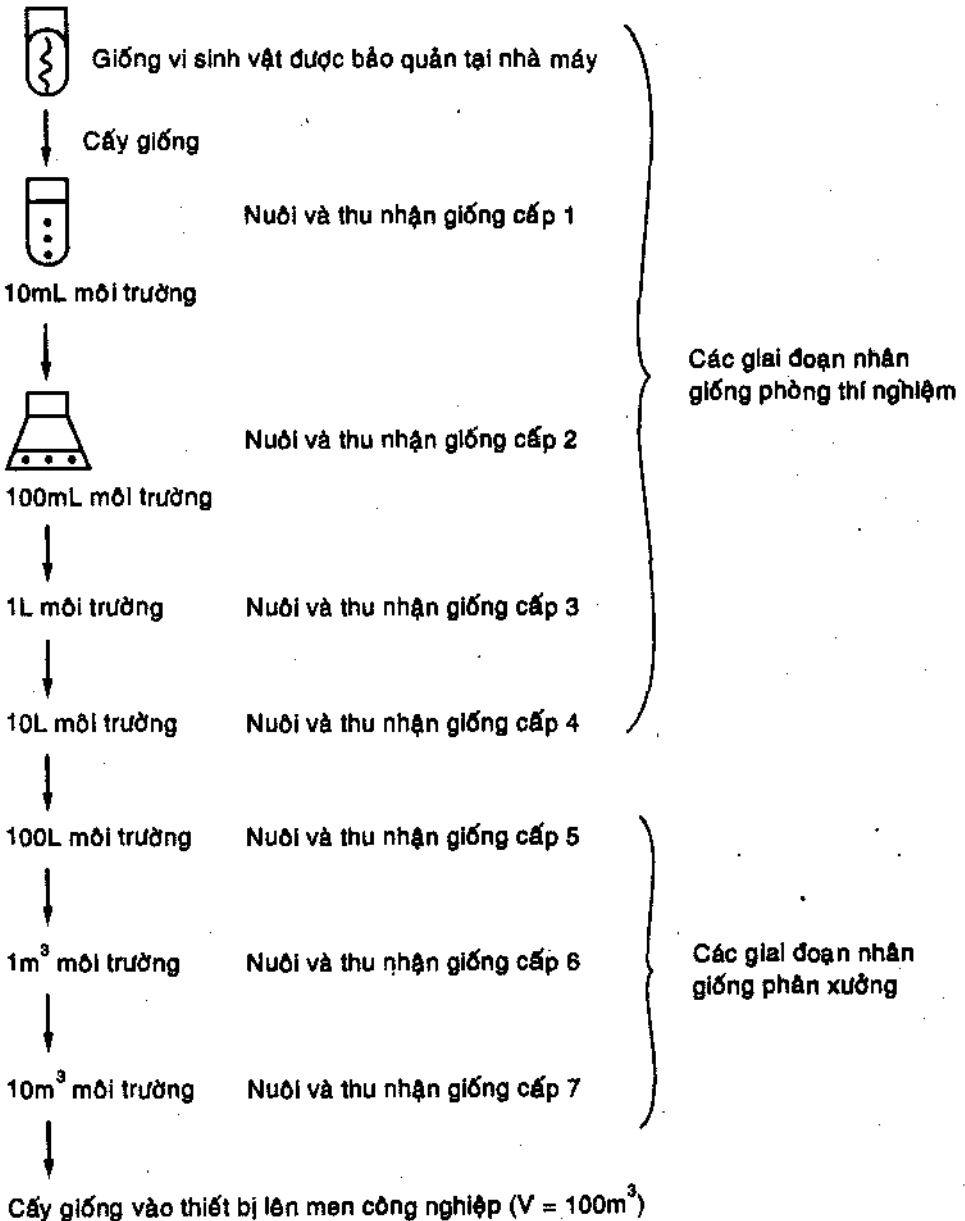 Giống vi sinh vật được bảo quản tại nhà máy
Cấy giống
Nuôi và thu nhận giống cấp 1
10mL môi trường
Các giai đoạn nhân
giống phòng thí nghiệm
Nuôi và thu nhận giống cấp 2
100mL môi trường
1L môi trường Nuôi và thu nhận giống cấp 3
10L môi trường Nuôi và thu nhận giống cấp 4
100L môi trường Nuôi và thu nhận giống cấp 5
1m³ môi trường Nuôi và thu nhận giống cấp 6
Các giai đoạn nhân
giống phân xưởng
10m³ môi trường Nuôi và thu nhận giống cấp 7
Cấy giống vào thiết bị lên men công nghiệp (V = 100m³)